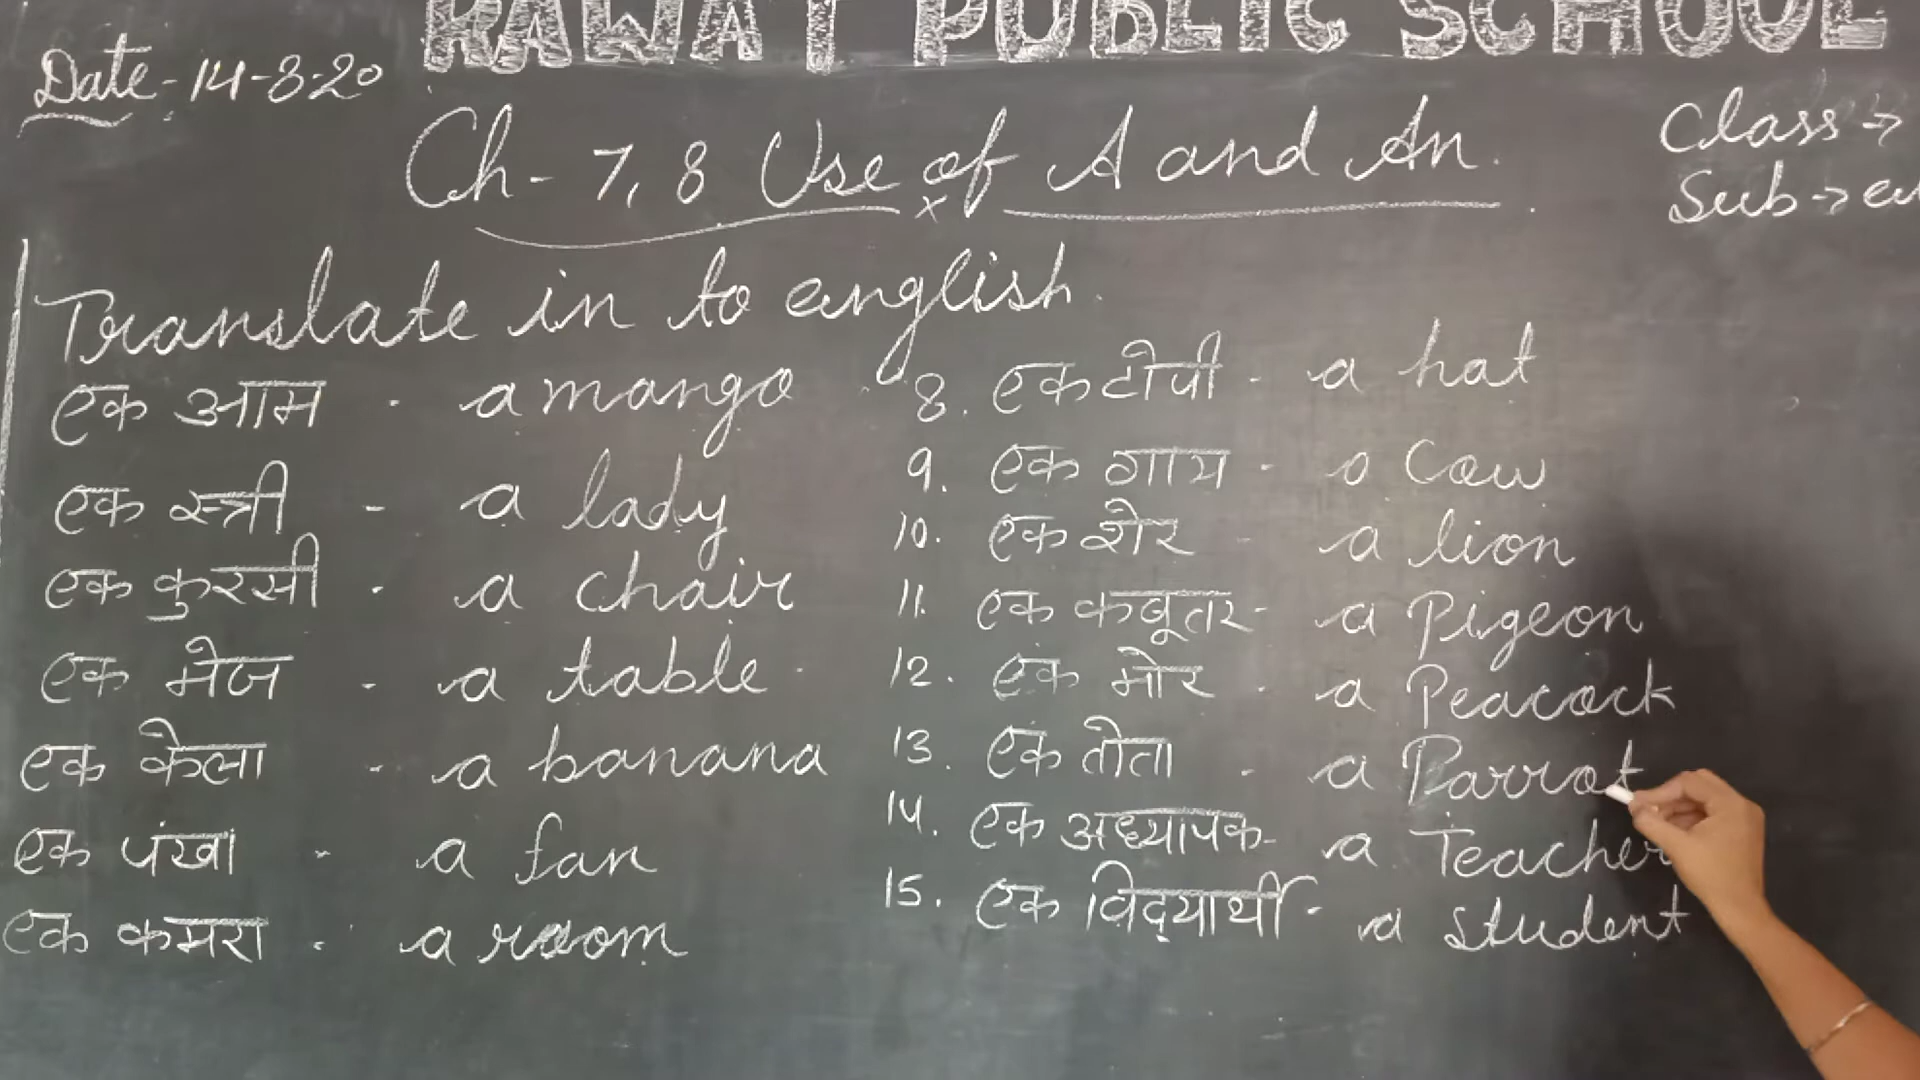 RAWAT PUBLIC SCHOOL
Date - 14-8-20
Class →
Ch - 7, 8 Use of A and An.
Sub →
Translate in to english.
एक आम - a mango
एक स्त्री - a lady
एक कुरसी - a chair
एक मेज - a table
एक केला - a banana
एक पंखा - a fan
एक कमरा - a room
8. एक टोपी - a hat
9. एक गाय - a Cow
10. एक शेर - a lion
11. एक कबूतर - a Pigeon
12. एक मोर - a Peacock
13. एक तोता - a Parrot
14. एक अध्यापक - a Teacher
15. एक विद्यार्थी - a student